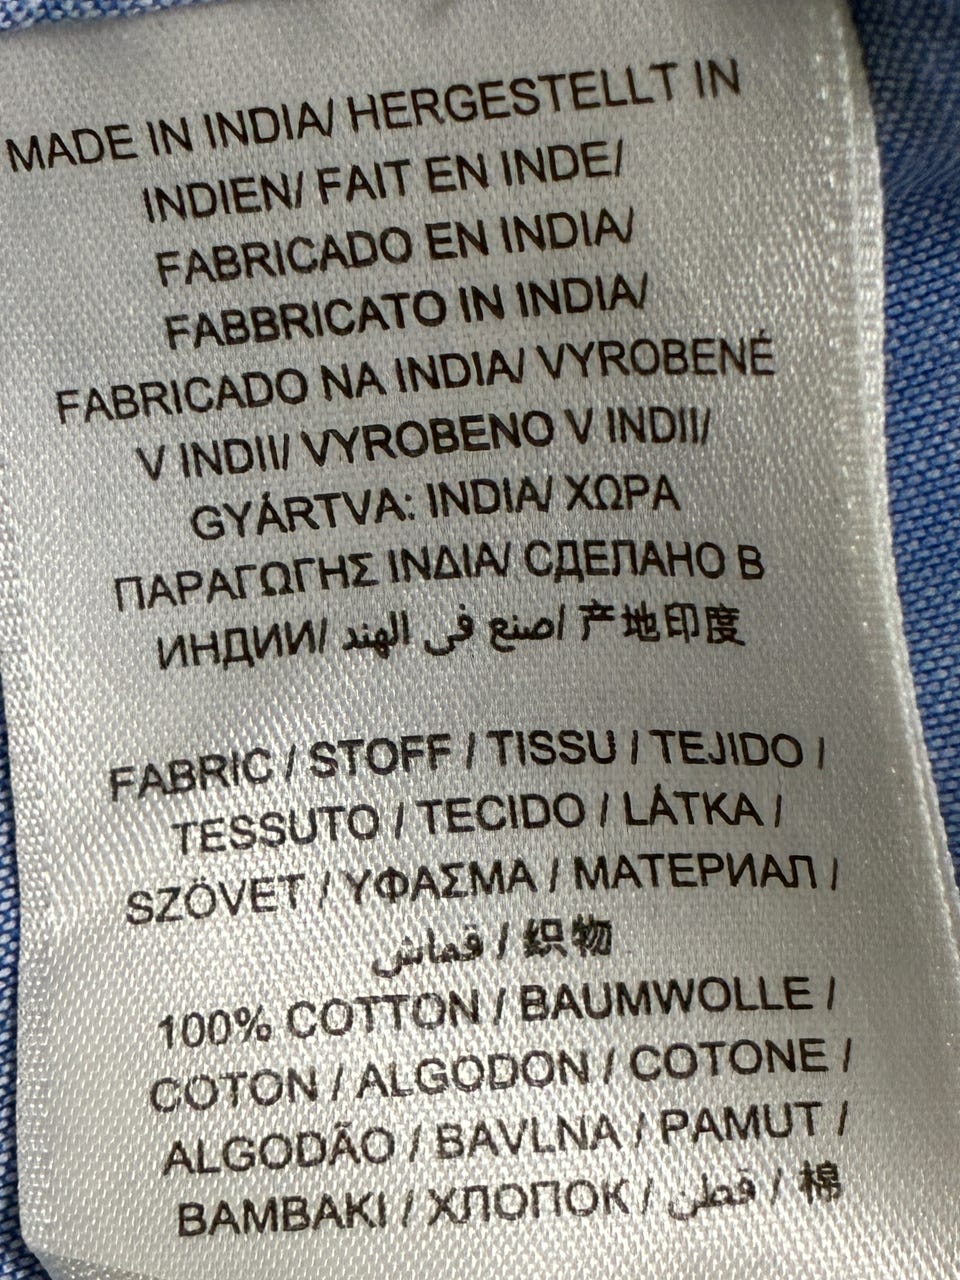 MADE IN INDIA/ HERGESTELLT IN
INDIEN/ FAIT EN INDE/
FABRICADO EN INDIA/
FABBRICATO IN INDIA/
FABRICADO NA INDIA/ VYROBENÉ
V INDII/ VYROBENO V INDII/
GYÁRTVA: INDIA/ ΧΩΡΑ
ΠΑΡΑΓΩΓΗΣ ΙΝΔΙΑ/ СДЕЛАНО В
ИНДИИ/ صنع في الهند/ 产地印度
FABRIC / STOFF / TISSU / TEJIDO /
TESSUTO / TECIDO / LÁTKA /
SZÖVET / ΥΦΑΣΜΑ / МАТЕРИАЛ /
قماش / 织物
100% COTTON / BAUMWOLLE /
COTON / ALGODON / COTONE /
ALGODÃO / BAVLNA / PAMUT /
BAMBAKI / ХЛОПОК / قطن / 棉